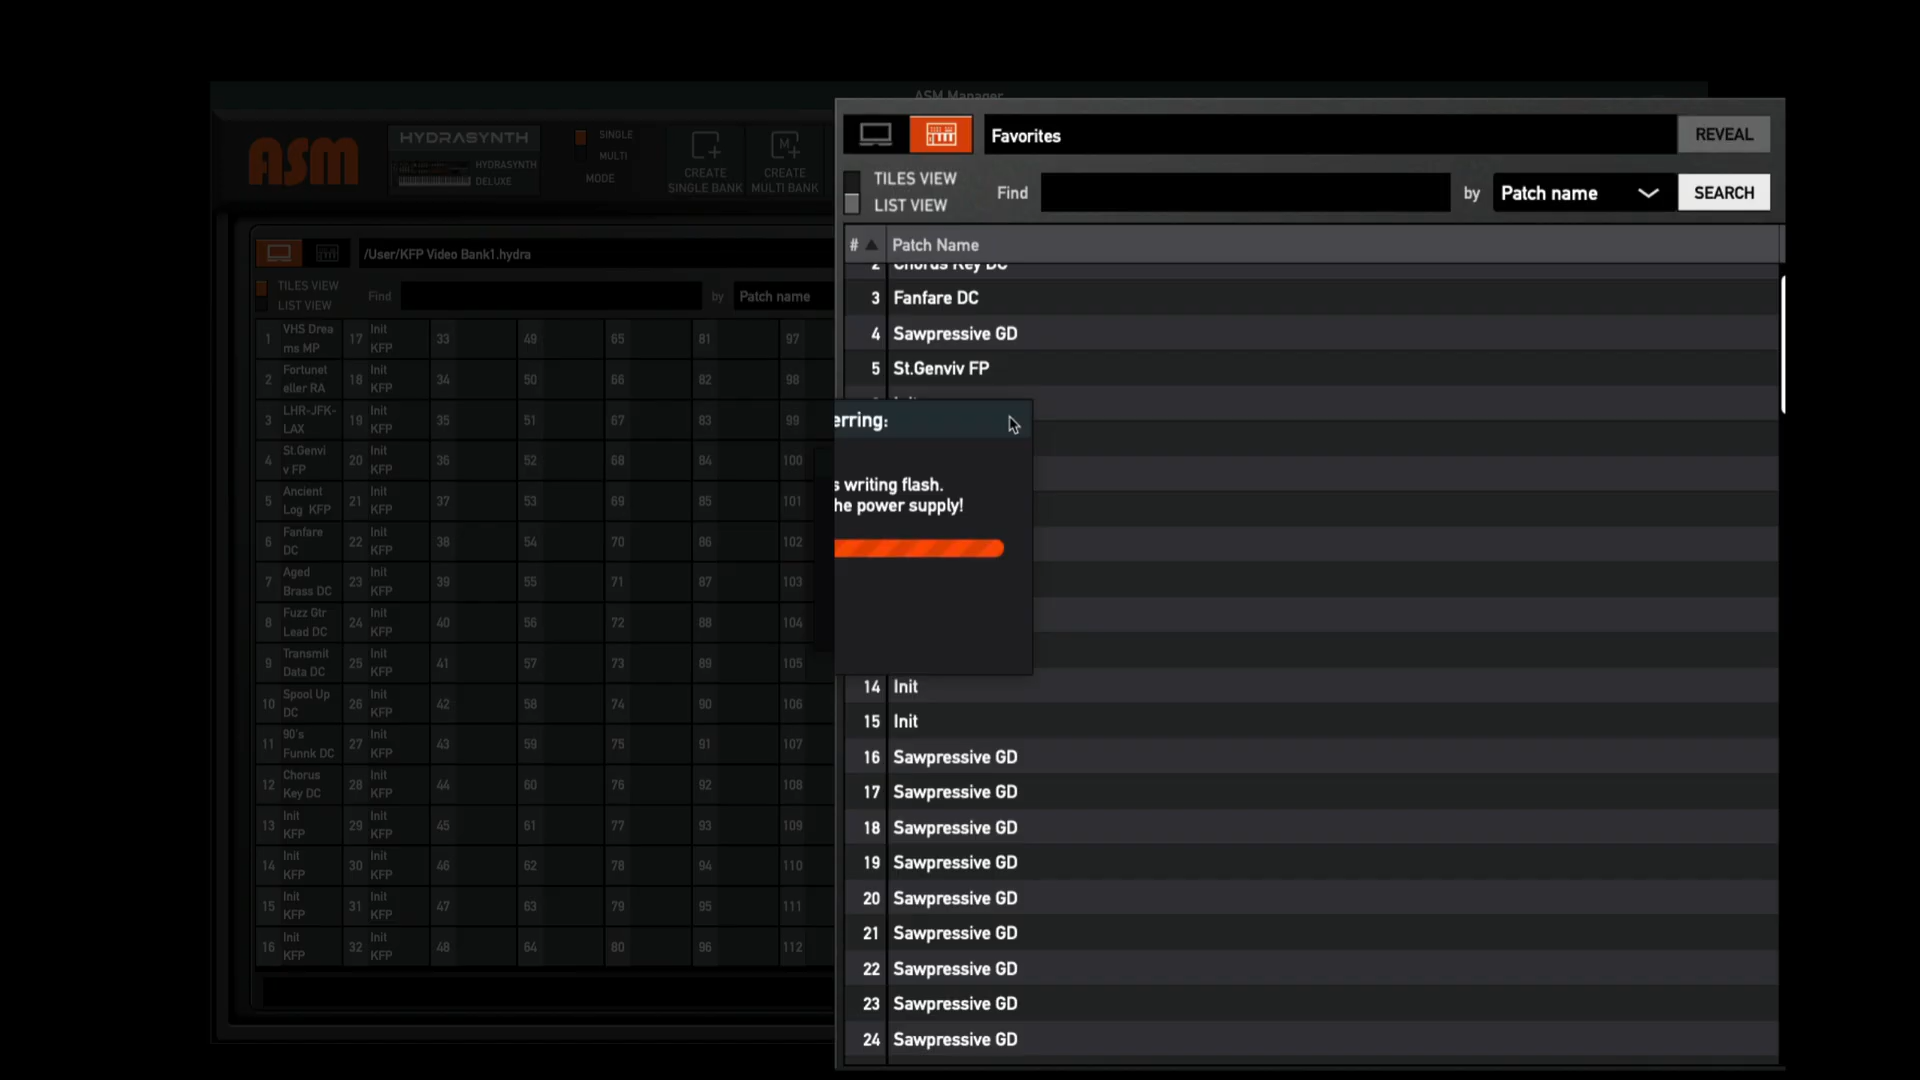 ASM Manager
ASM
HYDRASYNTH
HYDRASYNTH
DELUXE
SINGLE
MULTI
MODE
CREATE
SINGLE BANK
M
CREATE
MULTI BANK
/User/KFP Video Bank1.hydra
TILES VIEW
LIST VIEW
Find
by
Patch name
1 VHS Drea
ms MP
17 Init
KFP
33 49 65 81 97
2 Fortunet
eller RA
18 Init
KFP
34 50 66 82 98
3 LHR-JFK-
LAX
19 Init
KFP
35 51 67 83 99
4 St.Genvi
v FP
20 Init
KFP
36 52 68 84 100
5 Ancient
Log KFP
21 Init
KFP
37 53 69 85 101
6 Fanfare
DC
22 Init
KFP
38 54 70 86 102
7 Aged
Brass DC
23 Init
KFP
39 55 71 87 103
8 Fuzz Gtr
Lead DC
24 Init
KFP
40 56 72 88 104
9 Transmit
Data DC
25 Init
KFP
41 57 73 89 105
10 Spool Up
DC
26 Init
KFP
42 58 74 90 106
11 90's
Funnk DC
27 Init
KFP
43 59 75 91 107
12 Chorus
Key DC
28 Init
KFP
44 60 76 92 108
13 Init
KFP
29 Init
KFP
45 61 77 93 109
14 Init
KFP
30 Init
KFP
46 62 78 94 110
15 Init
KFP
31 Init
KFP
47 63 79 95 111
16 Init
KFP
32 Init
KFP
48 64 80 96 112
Favorites
REVEAL
TILES VIEW
LIST VIEW
Find
by
Patch name
SEARCH
# Patch Name
2 Chorus Key DC
3 Fanfare DC
4 Sawpressive GD
5 St.Genviv FP
erring:
s writing flash.
he power supply!
14 Init
15 Init
16 Sawpressive GD
17 Sawpressive GD
18 Sawpressive GD
19 Sawpressive GD
20 Sawpressive GD
21 Sawpressive GD
22 Sawpressive GD
23 Sawpressive GD
24 Sawpressive GD